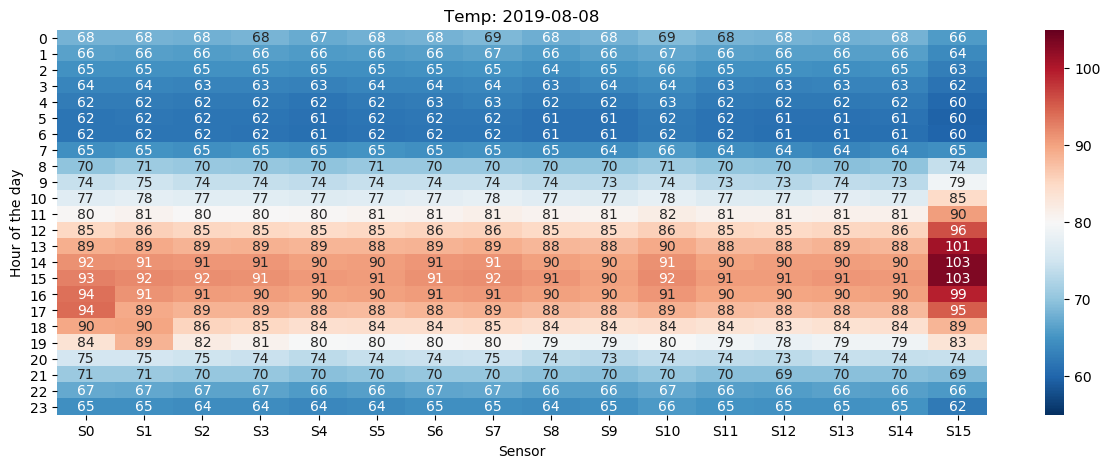 Temp: 2019-08-08
0 68 68 68 68 67 68 68 69 68 68 69 68 68 68 68 66
1 66 66 66 66 66 66 66 67 66 66 67 66 66 66 66 64
2 65 65 65 65 65 65 65 65 64 65 66 65 65 65 65 63
3 64 64 63 63 63 64 64 64 63 64 64 63 63 63 63 62
4 62 62 62 62 62 62 63 63 62 62 63 62 62 62 62 60
5 62 62 62 62 61 62 62 62 61 61 62 62 61 61 61 60
6 62 62 62 62 61 62 62 62 61 61 62 62 61 61 61 60
7 65 65 65 65 65 65 65 65 65 64 66 64 64 64 64 65
8 70 71 70 70 70 71 70 70 70 70 71 70 70 70 70 74
9 74 75 74 74 74 74 74 74 74 73 74 73 73 74 73 79
10 77 78 77 77 77 77 77 78 77 77 78 77 77 77 77 85
11 80 81 80 80 80 81 81 81 81 81 82 81 81 81 81 90
12 85 86 85 85 85 85 86 86 85 85 86 85 85 85 86 96
13 89 89 89 89 89 88 89 89 88 88 90 88 88 89 88 101
14 92 91 91 91 90 90 91 91 90 90 91 90 90 90 90 103
15 93 92 92 91 91 91 91 92 91 90 92 91 91 91 91 103
16 94 91 91 90 90 90 91 91 90 90 91 90 90 90 90 99
17 94 89 89 89 88 88 88 89 88 88 89 88 88 88 88 95
18 90 90 86 85 84 84 84 85 84 84 84 84 83 84 84 89
19 84 89 82 81 80 80 80 80 79 79 80 79 78 79 79 83
20 75 75 75 74 74 74 74 75 74 73 74 74 73 74 74 74
21 71 71 70 70 70 70 70 70 70 70 70 70 69 70 70 69
22 67 67 67 67 66 66 67 67 66 66 67 66 66 66 66 66
23 65 65 64 64 64 64 65 65 64 65 66 65 65 65 65 62
S0 S1 S2 S3 S4 S5 S6 S7 S8 S9 S10 S11 S12 S13 S14 S15
Sensor
Hour of the day
100
90
80
70
60